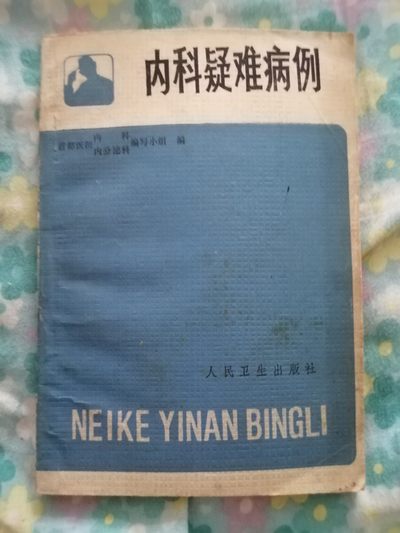 内科疑难病例
首都医院 内 科 内分泌科 编写小组 编
人民卫生出版社
NEIKE YINAN BINGLI